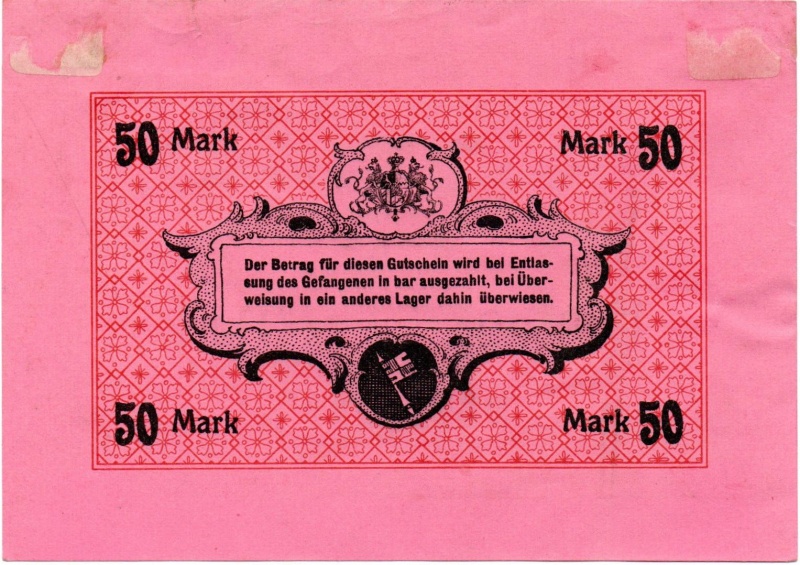 50 Mark
Mark 50
Der Betrag für diesen Gutschein wird bei Entlas-
sung des Gefangenen in bar ausgezahlt, bei Über-
weisung in ein anderes Lager dahin überwiesen.
50 Mark
Mark 50